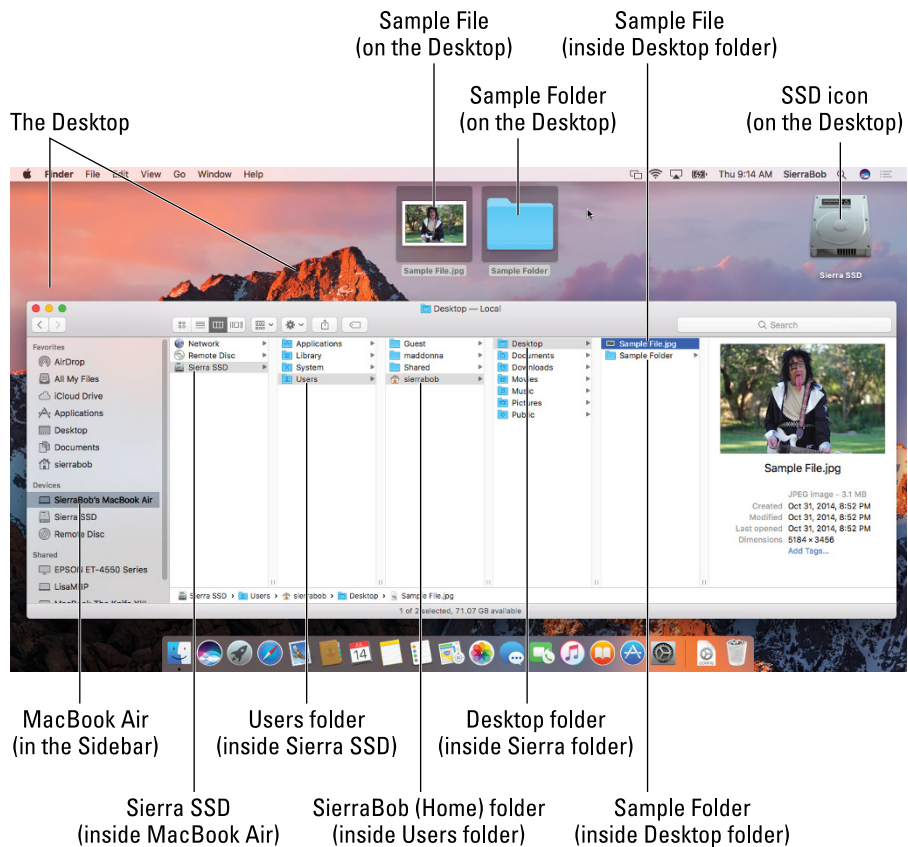 Sample File
(on the Desktop)
Sample File
(inside Desktop folder)
Sample Folder
(on the Desktop)
SSD icon
(on the Desktop)
The Desktop
Finder File Edit View Go Window Help
Thu 9:14 AM SierraBob
Sample File.jpg
Sample Folder
Sierra SSD
Desktop — Local
Search
Favorites
AirDrop
All My Files
iCloud Drive
Applications
Desktop
Documents
sierrabob
Devices
SierraBob's MacBook Air
Sierra SSD
Remote Disc
Shared
EPSON ET-4550 Series
LisaMBP
Network
Remote Disc
Sierra SSD
Applications
Library
System
Users
Guest
maddonna
Shared
sierrabob
Desktop
Documents
Downloads
Movies
Music
Pictures
Public
Sample File.jpg
Sample Folder
Sample File.jpg
JPEG image - 3.1 MB
Created Oct 31, 2014, 8:52 PM
Modified Oct 31, 2014, 8:52 PM
Last opened Oct 31, 2014, 8:52 PM
Dimensions 5184 × 3456
Add Tags...
Sierra SSD › Users › sierrabob › Desktop › Sample File.jpg
1 of 2 selected, 71.07 GB available
JUL
14
MacBook Air
(in the Sidebar)
Users folder
(inside Sierra SSD)
Desktop folder
(inside Sierra folder)
Sierra SSD
(inside MacBook Air)
SierraBob (Home) folder
(inside Users folder)
Sample Folder
(inside Desktop folder)